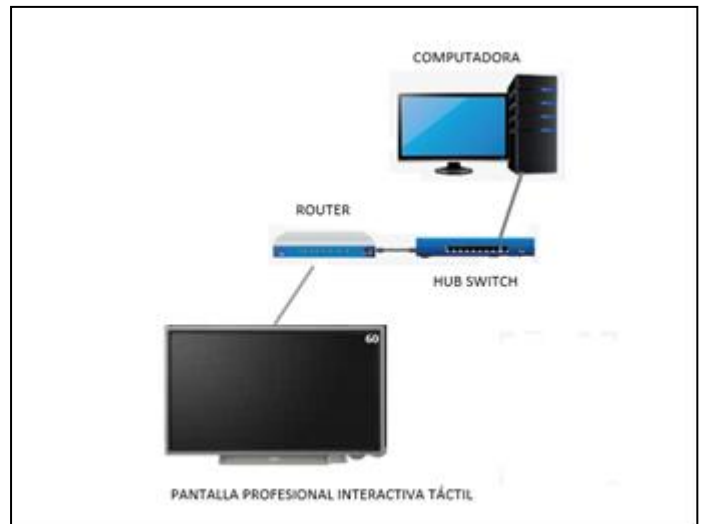 COMPUTADORA
ROUTER
HUB SWITCH
60
PANTALLA PROFESIONAL INTERACTIVA TÁCTIL